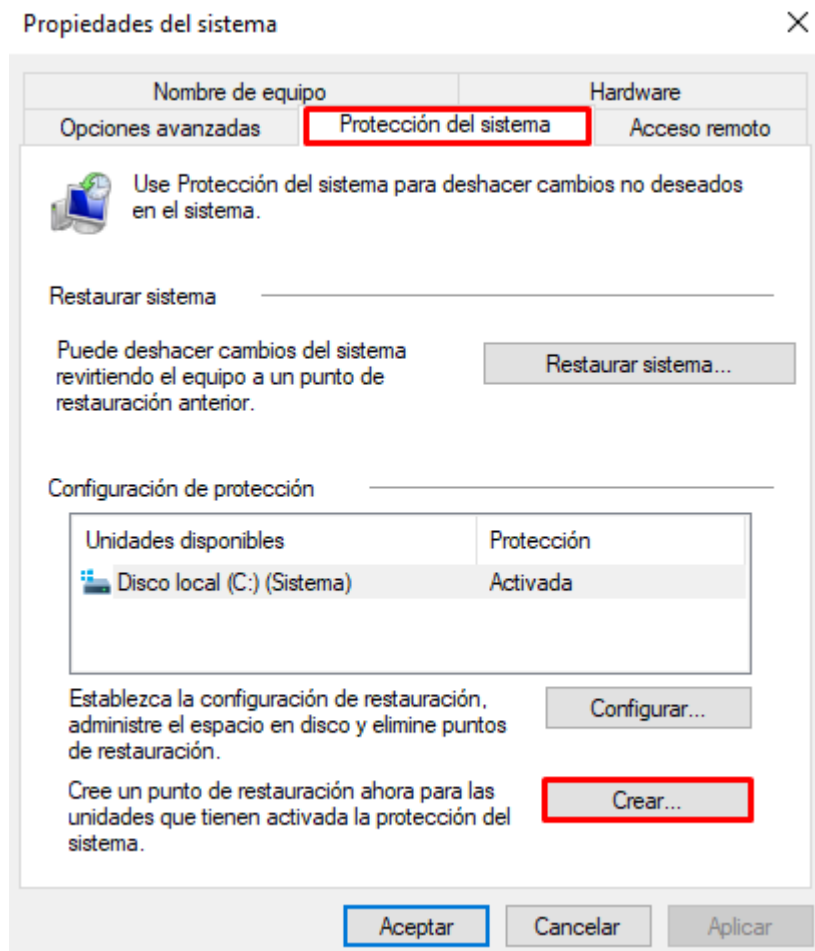 Propiedades del sistema
Nombre de equipo
Hardware
Opciones avanzadas
Protección del sistema
Acceso remoto
Use Protección del sistema para deshacer cambios no deseados
en el sistema.
Restaurar sistema
Puede deshacer cambios del sistema
revirtiendo el equipo a un punto de
restauración anterior.
Restaurar sistema...
Configuración de protección
Unidades disponibles
Protección
Disco local (C:) (Sistema)
Activada
Establezca la configuración de restauración,
administre el espacio en disco y elimine puntos
de restauración.
Configurar...
Cree un punto de restauración ahora para las
unidades que tienen activada la protección del
sistema.
Crear...
Aceptar
Cancelar
Aplicar